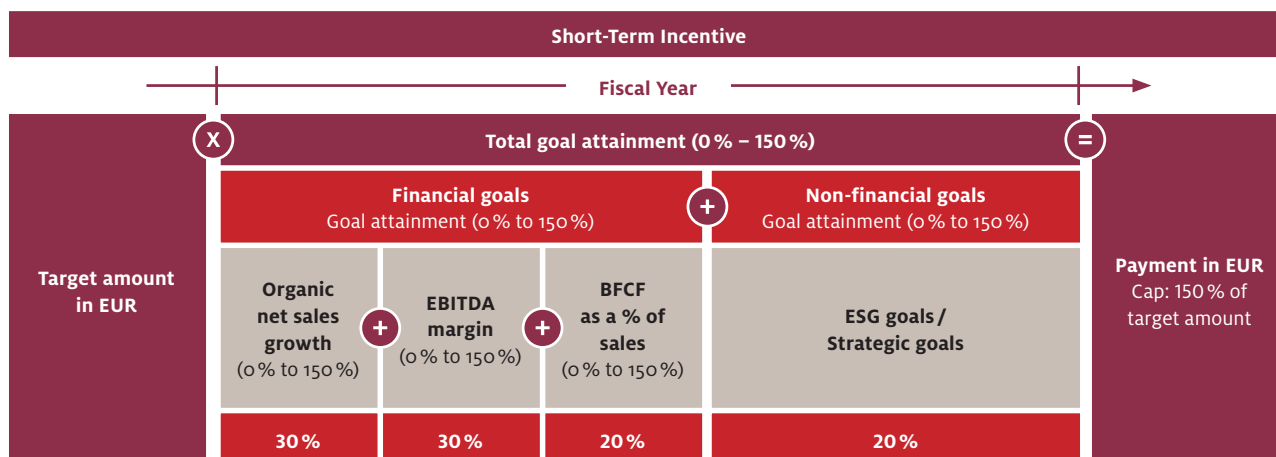 Short-Term Incentive
Fiscal Year
X
Total goal attainment (0 % – 150 %)
=
Financial goals
Goal attainment (0 % to 150 %)
+
Non-financial goals
Goal attainment (0 % to 150 %)
Target amount
in EUR
Organic
net sales
growth
(0 % to 150 %)
+
EBITDA
margin
(0 % to 150 %)
+
BFCF
as a % of
sales
(0 % to 150 %)
ESG goals /
Strategic goals
Payment in EUR
Cap: 150 % of
target amount
30 %
30 %
20 %
20 %